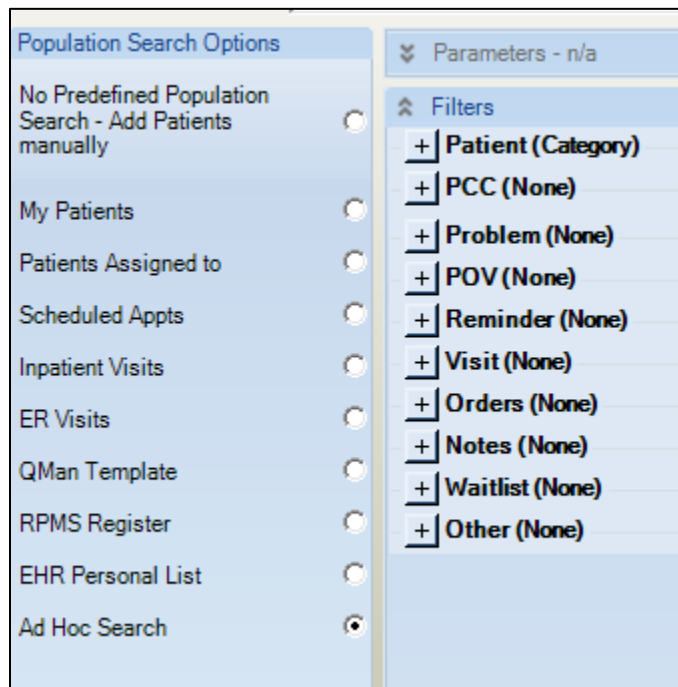 Population Search Options
No Predefined Population
Search - Add Patients
manually
My Patients
Patients Assigned to
Scheduled Appts
Inpatient Visits
ER Visits
QMan Template
RPMS Register
EHR Personal List
Ad Hoc Search
Parameters - n/a
Filters
+ Patient (Category)
+ PCC (None)
+ Problem (None)
+ POV (None)
+ Reminder (None)
+ Visit (None)
+ Orders (None)
+ Notes (None)
+ Waitlist (None)
+ Other (None)